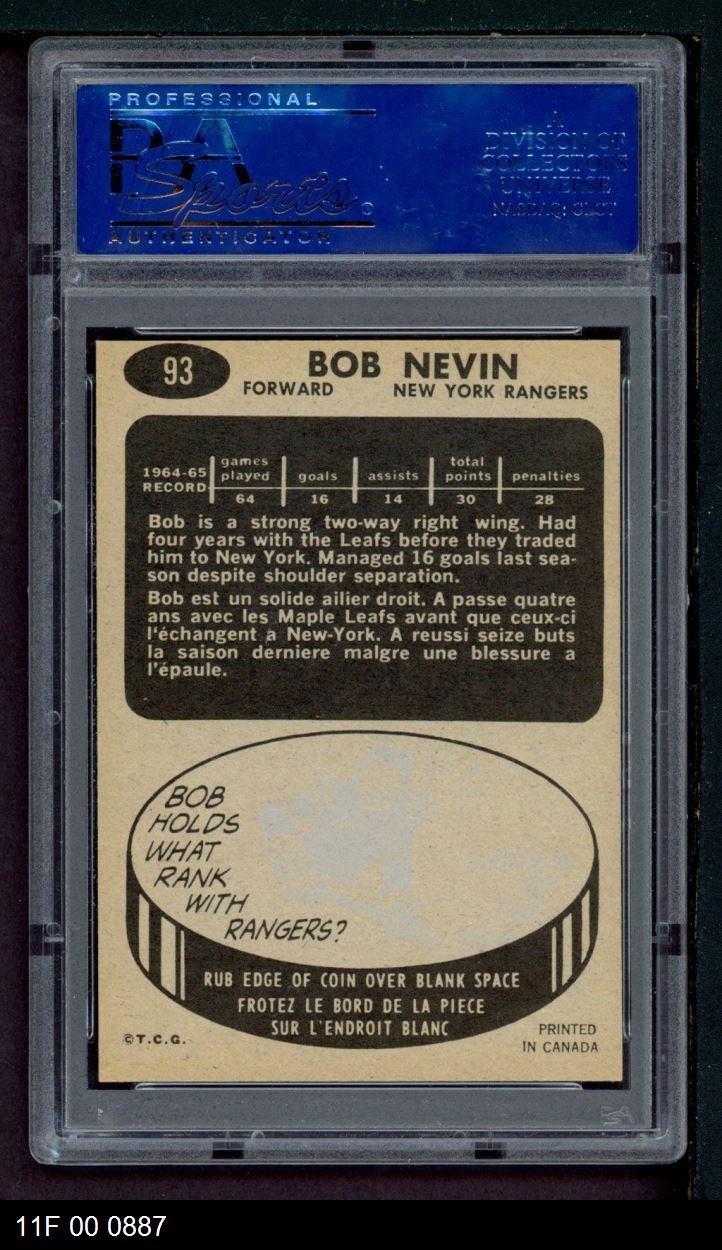 PROFESSIONAL
PSA
Sports
AUTHENTICATOR
A
DIVISION OF
COLLECTORS
UNIVERSE
NASDAQ: CLCT
93
BOB NEVIN
FORWARD NEW YORK RANGERS
1964-65 RECORD games played goals assists total points penalties
64 16 14 30 28
Bob is a strong two-way right wing. Had
four years with the Leafs before they traded
him to New York. Managed 16 goals last sea-
son despite shoulder separation.
Bob est un solide ailier droit. A passe quatre
ans avec les Maple Leafs avant que ceux-ci
l'échangent a New-York. A reussi seize buts
la saison derniere malgre une blessure a
l'épaule.
BOB
HOLDS
WHAT
RANK
WITH
RANGERS?
RUB EDGE OF COIN OVER BLANK SPACE
FROTEZ LE BORD DE LA PIECE
SUR L'ENDROIT BLANC
©T.C.G.
PRINTED
IN CANADA
PSA
11F 00 0887